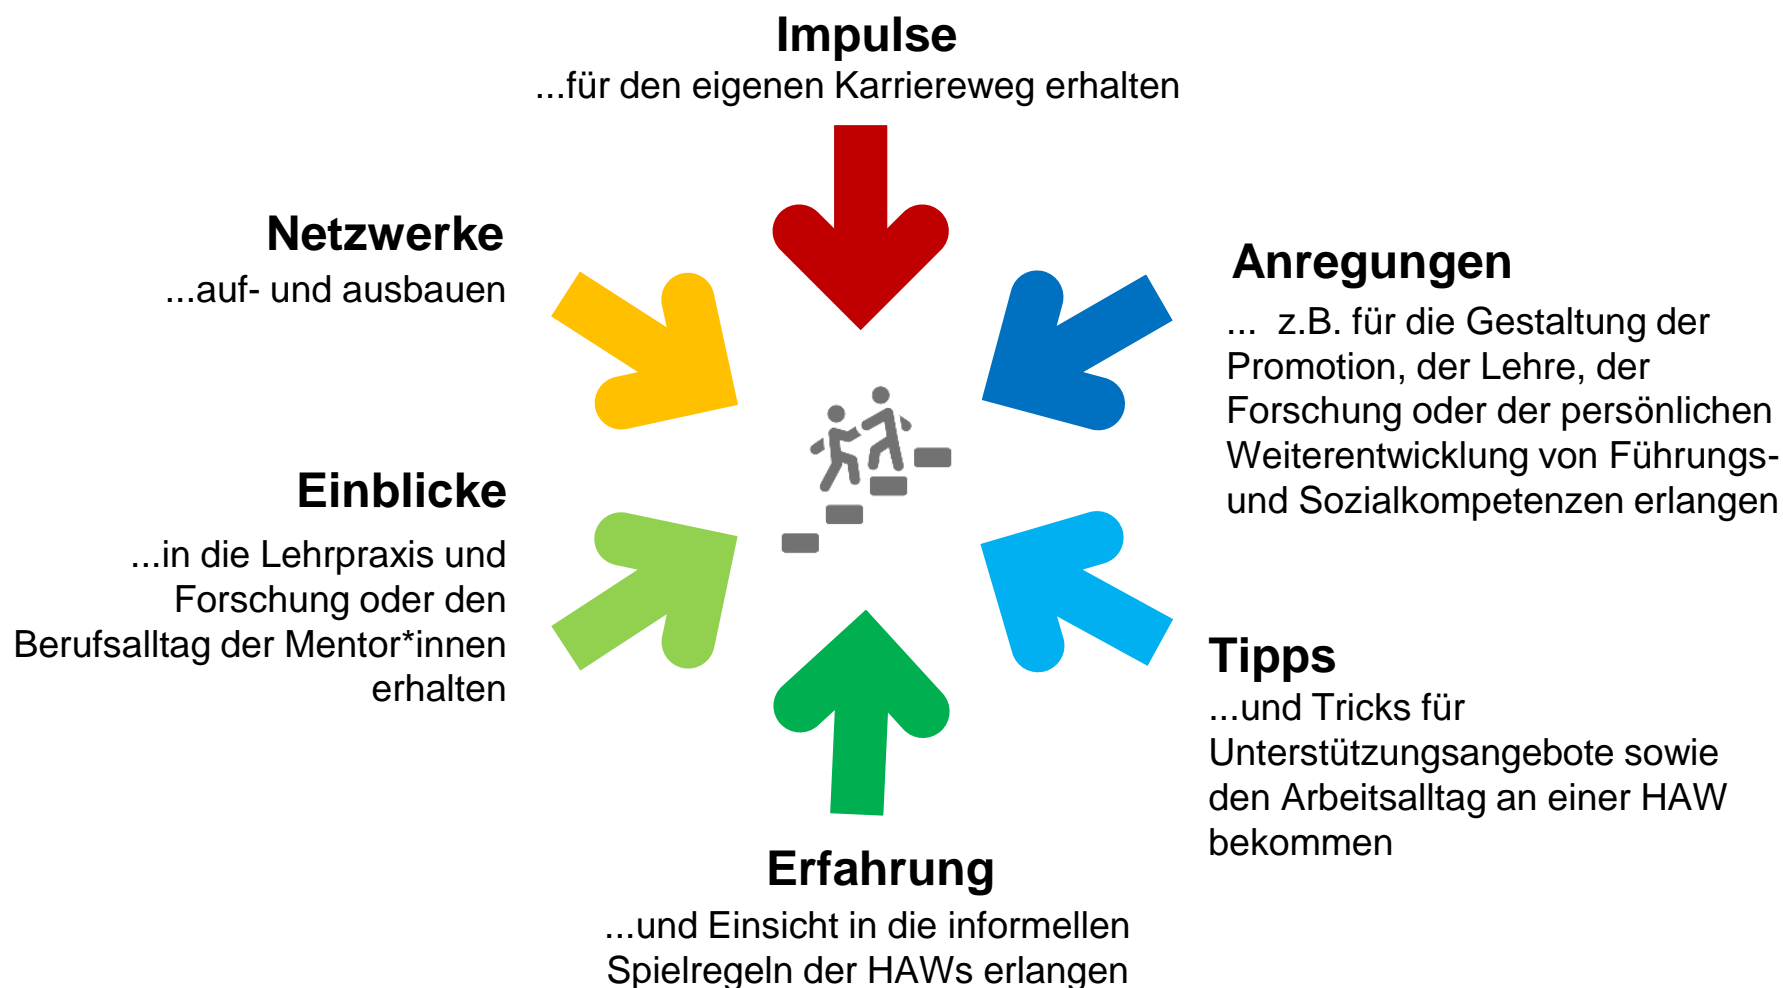 Impulse
...für den eigenen Karriereweg erhalten
Netzwerke
...auf- und ausbauen
Anregungen
... z.B. für die Gestaltung der
Promotion, der Lehre, der
Forschung oder der persönlichen
Weiterentwicklung von Führungs-
und Sozialkompetenzen erlangen
Einblicke
...in die Lehrpraxis und
Forschung oder den
Berufsalltag der Mentor*innen
erhalten
Tipps
...und Tricks für
Unterstützungsangebote sowie
den Arbeitsalltag an einer HAW
bekommen
Erfahrung
...und Einsicht in die informellen
Spielregeln der HAWs erlangen